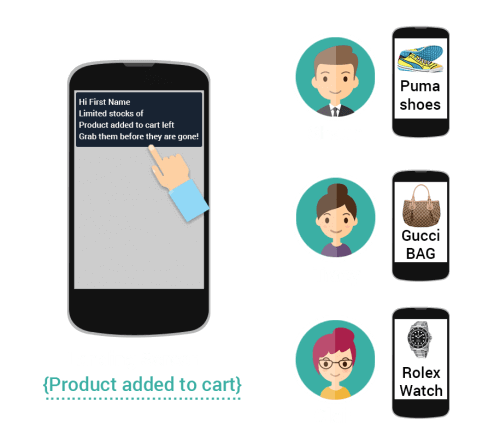 Hi First Name
Limited stocks of
Product added to cart left
Grab them before they are gone!
{Product added to cart}
Puma
shoes
Gucci
BAG
Rolex
Watch